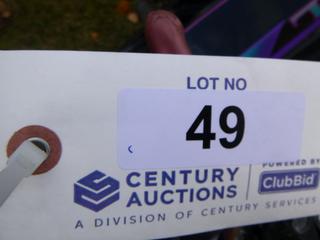 LOT NO
49
CENTURY
AUCTIONS
POWERED BY
ClubBid
A DIVISION OF CENTURY SERVICES